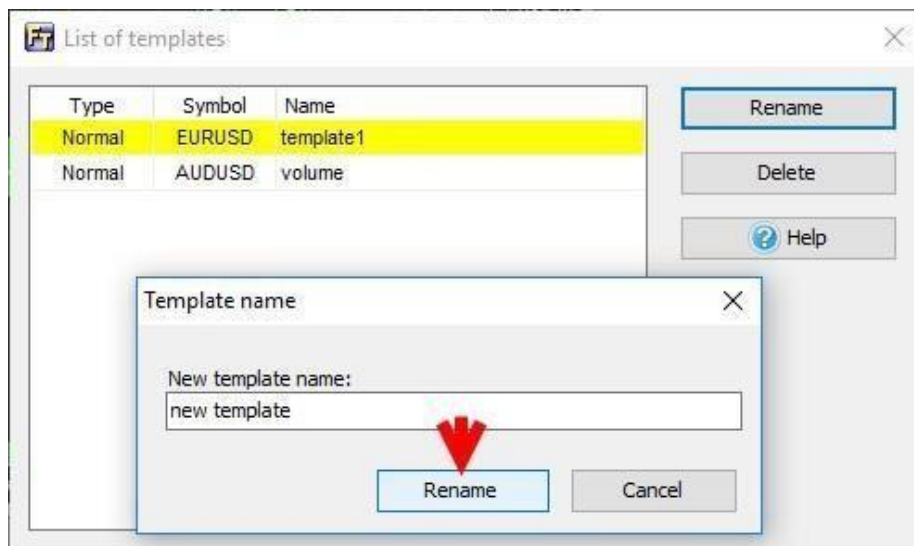 FT List of templates
Type Symbol Name
Normal EURUSD template1
Normal AUDUSD volume
Rename
Delete
? Help
Template name
New template name:
new template
Rename Cancel